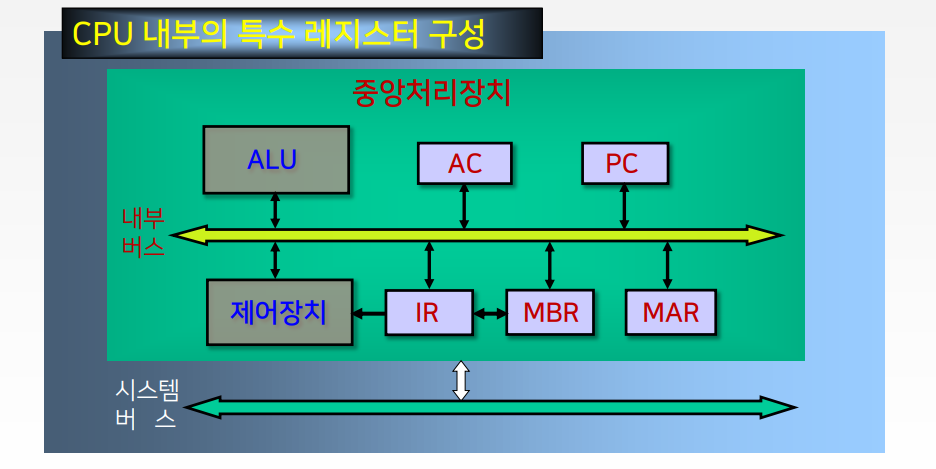 CPU 내부의 특수 레지스터 구성
중앙처리장치
ALU
AC
PC
내부
버스
제어장치
IR
MBR
MAR
시스템
버 스